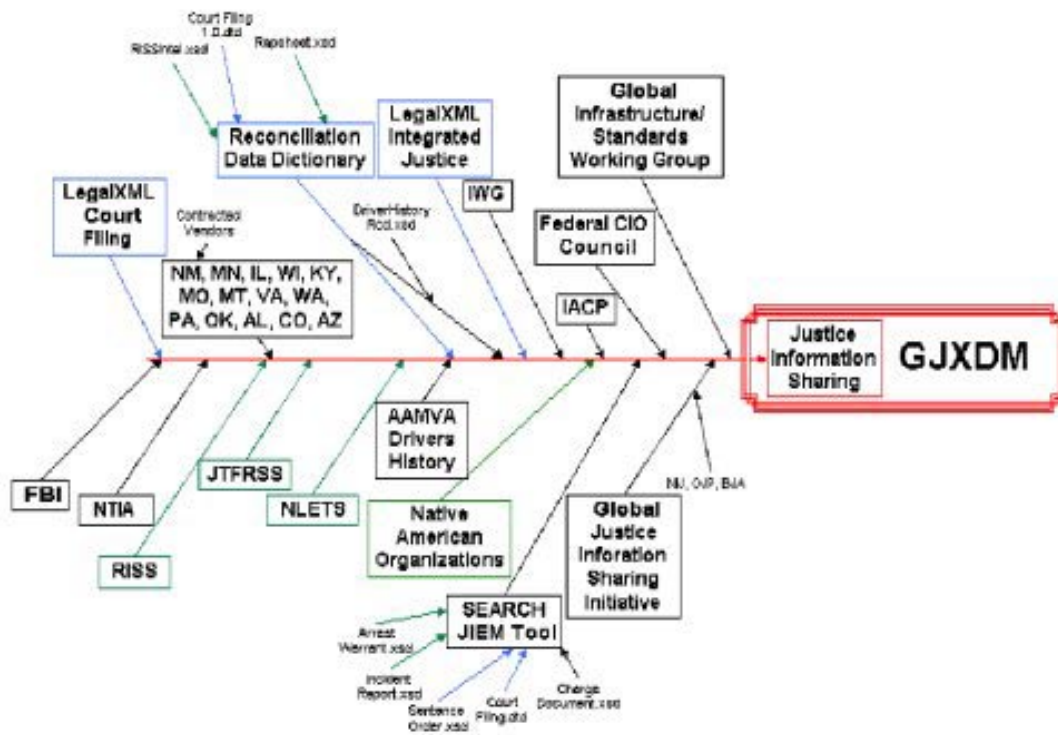 Court Filing
1.0.dtd
RISSIntel.xsd
Rapsheet.xsd
Reconciliation
Data Dictionary
LegalXML
Integrated
Justice
Global
Infrastructure/
Standards
Working Group
LegalXML
Court
Filing
Contracted
Vendors
DriverHistory
Rcd.xsd
IWG
Federal CIO
Council
NM, MN, IL, WI, KY,
MO, MT, VA, WA,
PA, OK, AL, CO, AZ
IACP
Justice
Information
Sharing
GJXDM
FBI
NTIA
RISS
JTFRSS
NLETS
AAMVA
Drivers
History
Native
American
Organizations
NIJ, OJP, BJA
Global
Justice
Inforation
Sharing
Initiative
SEARCH
JIEM Tool
Arrest
Warrant.xsd
Incident
Report.xsd
Sentence
Order.xsd
Court
Filing.dtd
Charge
Document.xsd